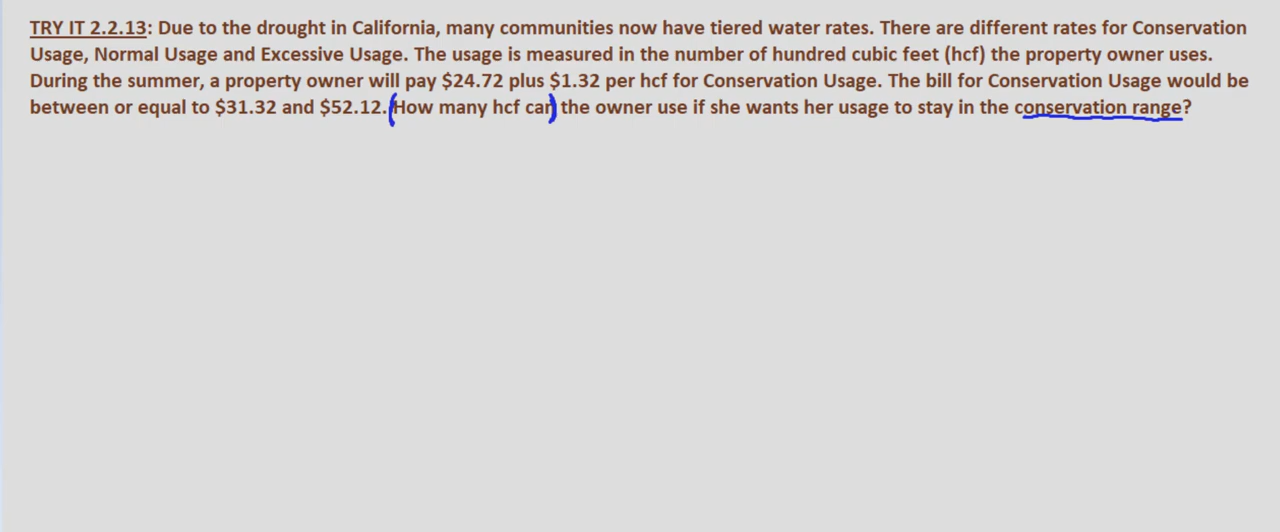 TRY IT 2.2.13: Due to the drought in California, many communities now have tiered water rates. There are different rates for Conservation
Usage, Normal Usage and Excessive Usage. The usage is measured in the number of hundred cubic feet (hcf) the property owner uses.
During the summer, a property owner will pay $24.72 plus $1.32 per hcf for Conservation Usage. The bill for Conservation Usage would be
between or equal to $31.32 and $52.12. How many hcf can the owner use if she wants her usage to stay in the conservation range?